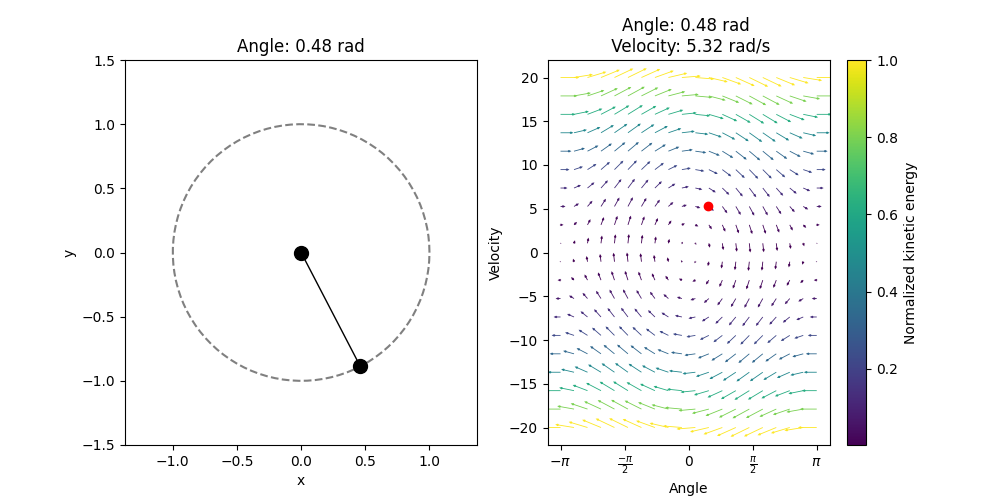 Angle: 0.48 rad
1.5
1.0
0.5
0.0
−0.5
−1.0
−1.5
y
−1.0
−0.5
0.0
0.5
1.0
x
Angle: 0.48 rad
Velocity: 5.32 rad/s
20
15
10
5
0
−5
−10
−15
−20
Velocity
−π
−π/2
0
π/2
π
Angle
1.0
0.8
0.6
0.4
0.2
Normalized kinetic energy